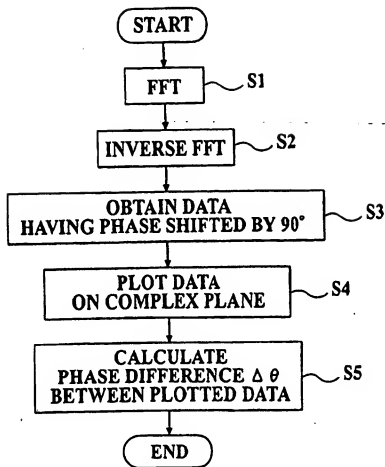 START
FFT
S1
INVERSE FFT
S2
OBTAIN DATA
HAVING PHASE SHIFTED BY 90°
S3
PLOT DATA
ON COMPLEX PLANE
S4
CALCULATE
PHASE DIFFERENCE Δ θ
BETWEEN PLOTTED DATA
S5
END